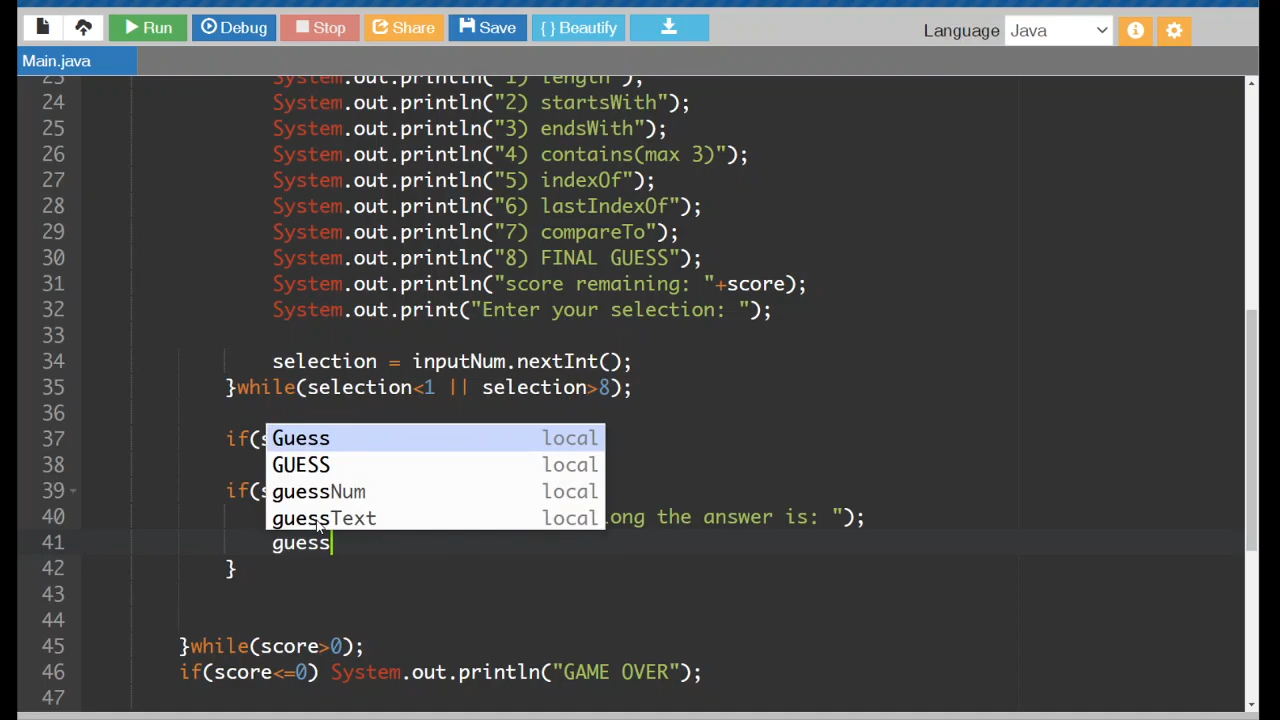 Run Debug Stop Share Save { } Beautify Language Java
Main.java
23 System.out.println("1) length");
24 System.out.println("2) startsWith");
25 System.out.println("3) endsWith");
26 System.out.println("4) contains(max 3)");
27 System.out.println("5) indexOf");
28 System.out.println("6) lastIndexOf");
29 System.out.println("7) compareTo");
30 System.out.println("8) FINAL GUESS");
31 System.out.println("score remaining: "+score);
32 System.out.print("Enter your selection: ");
33
34 selection = inputNum.nextInt();
35 }while(selection<1 || selection>8);
36
37 if(s
Guess local
38
GUESS local
39 if(s
guessNum local
40 ong the answer is: ");
guessText local
41 guess
42 }
43
44
45 }while(score>0);
46 if(score<=0) System.out.println("GAME OVER");
47